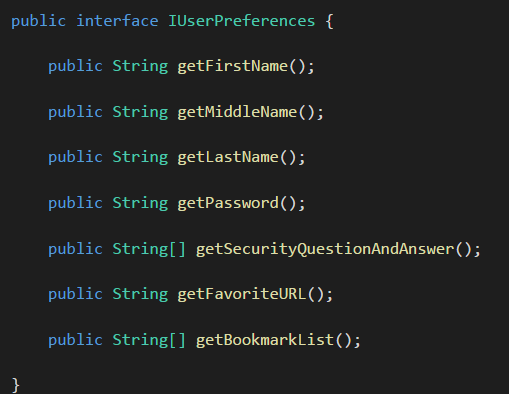 public interface IUserPreferences {
public String getFirstName();
public String getMiddleName();
public String getLastName();
public String getPassword();
public String[] getSecurityQuestionAndAnswer();
public String getFavoriteURL();
public String[] getBookmarkList();
}